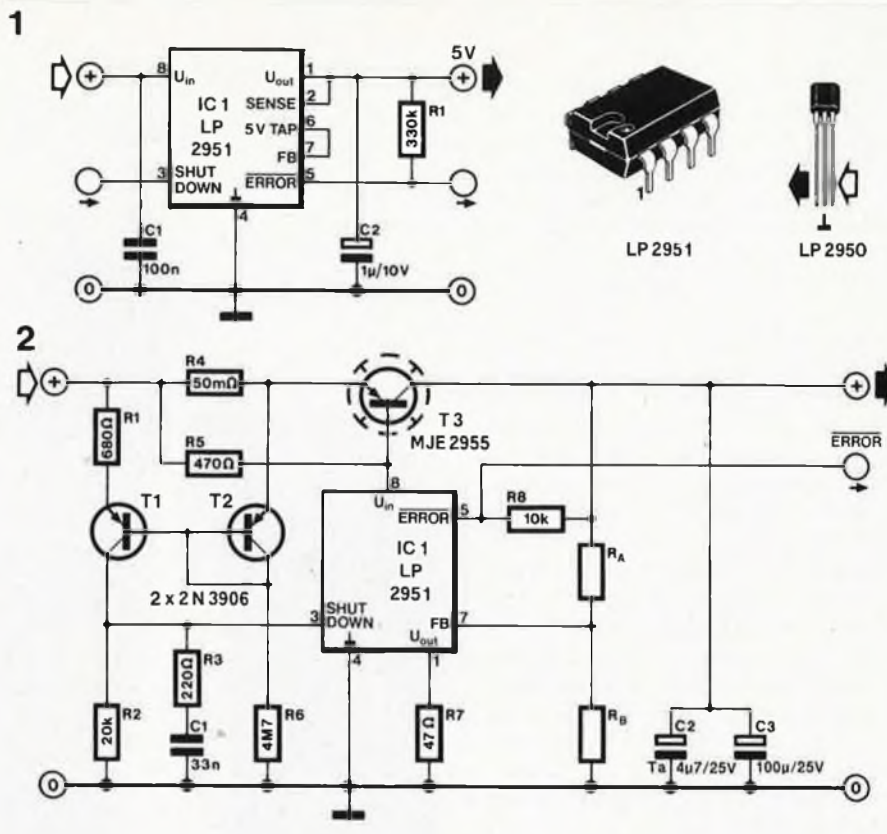 1
8
U_in
U_out
1
5V
+
+
IC 1
LP
2951
SENSE
2
5V TAP
6
FB
7
R1
330k
3
SHUT
DOWN
ERROR
5
4
C1
100n
C2
1µ/10V
0
0
1
LP 2951
LP 2950
2
+
R4
50mΩ
+
R1
680Ω
R5
470Ω
T3
MJE 2955
ERROR
T1
T2
8
U_in
ERROR
5
R8
10k
IC 1
LP
2951
R_A
2 x 2N3906
3
SHUT
DOWN
FB
7
U_out
4
1
R3
220Ω
R2
20k
C1
33n
R6
4M7
R7
47Ω
R_B
C2
Ta 4µ7/25V
C3
100µ/25V
0
0